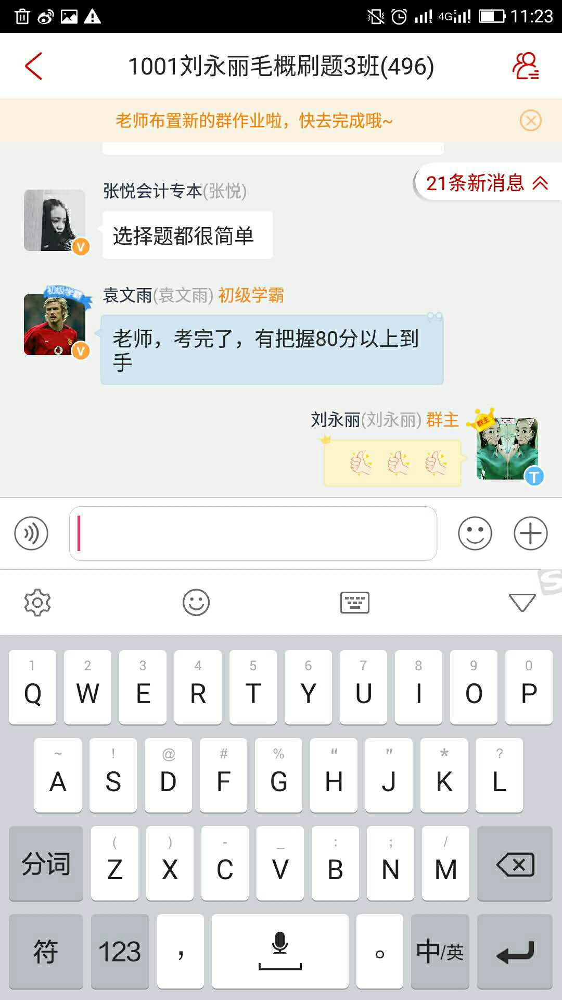 4G 11:23
1001刘永丽毛概刷题3班(496)
老师布置新的群作业啦，快去完成哦~
21条新消息
张悦会计专本(张悦)
选择题都很简单
V
初级学霸
袁文雨(袁文雨) 初级学霸
老师，考完了，有把握80分以上到
手
V
刘永丽(刘永丽) 群主
群主
T
S
1 2 3 4 5 6 7 8 9 0
Q W E R T Y U I O P
~ ! @ # % “ ” * ?
A S D F G H J K L
( ) - _ : ; /
分词 Z X C V B N M
符 123 ， 。 中/英